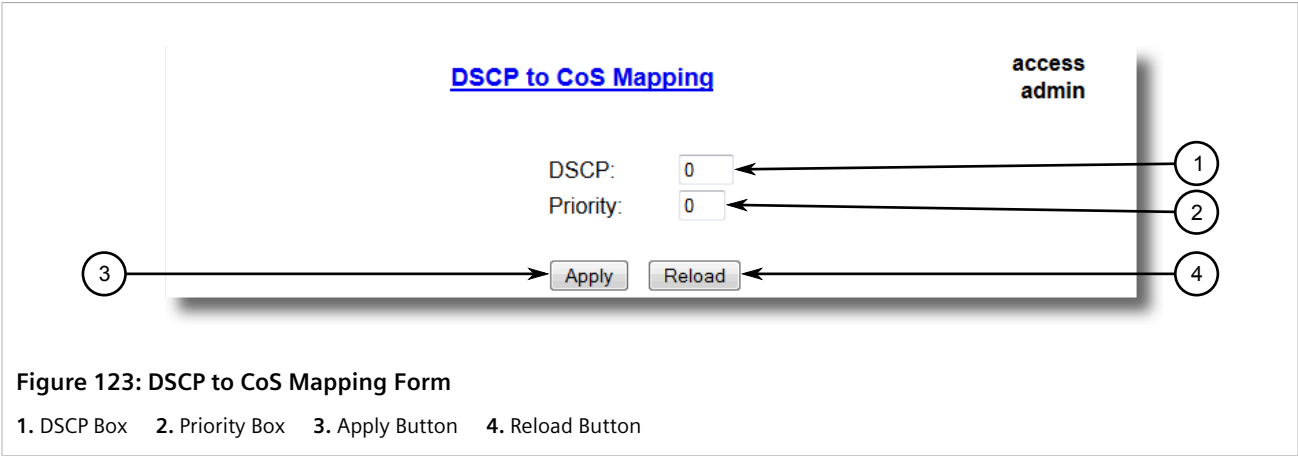 DSCP to CoS Mapping
access
admin
DSCP: 0
1
Priority: 0
2
3
Apply Reload
4
Figure 123: DSCP to CoS Mapping Form
1. DSCP Box 2. Priority Box 3. Apply Button 4. Reload Button